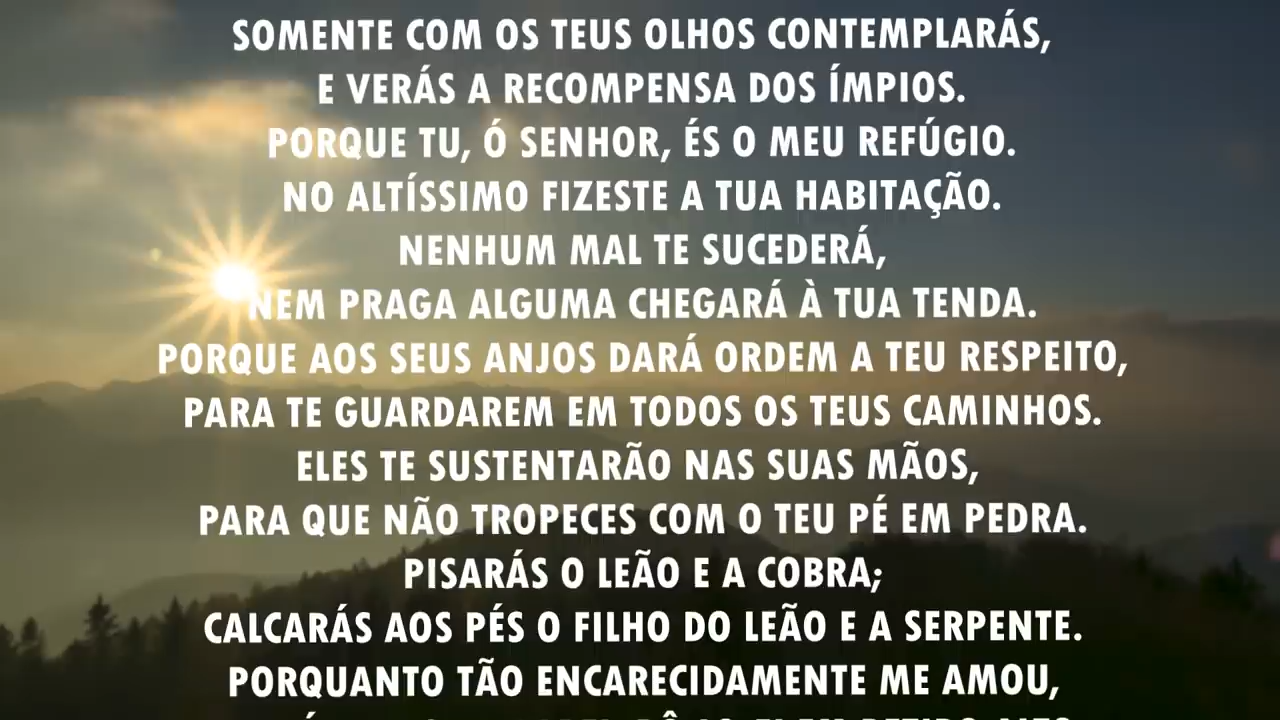 SOMENTE COM OS TEUS OLHOS CONTEMPLARÁS,
E VERÁS A RECOMPENSA DOS ÍMPIOS.
PORQUE TU, Ó SENHOR, ÉS O MEU REFÚGIO.
NO ALTÍSSIMO FIZESTE A TUA HABITAÇÃO.
NENHUM MAL TE SUCEDERÁ,
NEM PRAGA ALGUMA CHEGARÁ À TUA TENDA.
PORQUE AOS SEUS ANJOS DARÁ ORDEM A TEU RESPEITO,
PARA TE GUARDAREM EM TODOS OS TEUS CAMINHOS.
ELES TE SUSTENTARÃO NAS SUAS MÃOS,
PARA QUE NÃO TROPECES COM O TEU PÉ EM PEDRA.
PISARÁS O LEÃO E A COBRA;
CALCARÁS AOS PÉS O FILHO DO LEÃO E A SERPENTE.
PORQUANTO TÃO ENCARECIDAMENTE ME AMOU,